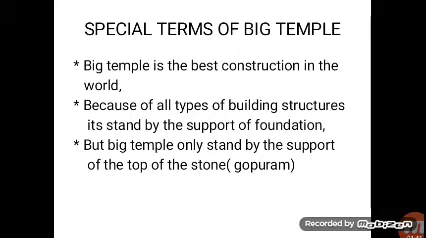 SPECIAL TERMS OF BIG TEMPLE
* Big temple is the best construction in the
world,
* Because of all types of building structures
its stand by the support of foundation,
* But big temple only stand by the support
of the top of the stone( gopuram)
Recorded by Mobizen